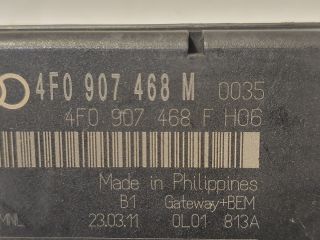 4F0 907 468 M 0035
4F0 907 468 F H06
Made in Philippines
B1 Gateway+BEM
MNL 23.03.11 0L01 813A